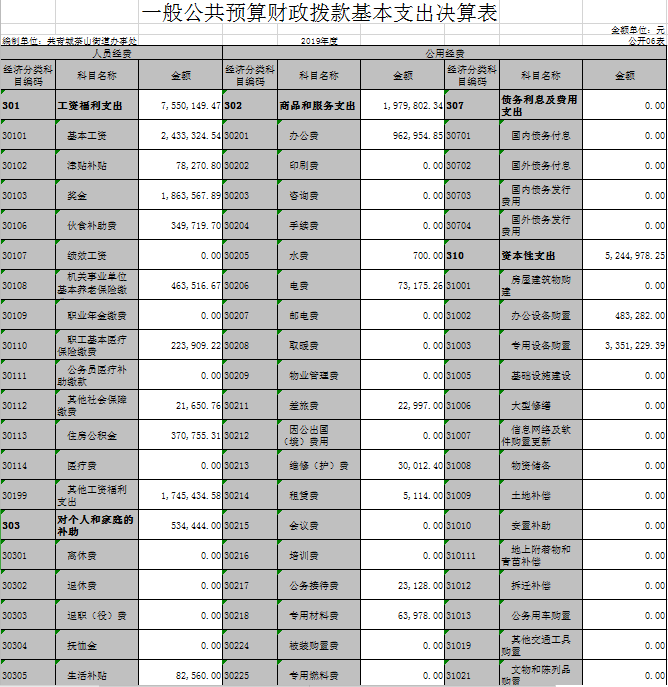 一般公共预算财政拨款基本支出决算表
金额单位：元
编制单位：共青城茶山街道办事处 2019年度 公开06表
人员经费 公用经费
经济分类科目编码 科目名称 金额 经济分类科目编码 科目名称 金额 经济分类科目编码 科目名称 金额
301 工资福利支出 7,550,149.47 302 商品和服务支出 1,979,802.34 307 债务利息及费用支出 0.00
30101 基本工资 2,433,324.54 30201 办公费 962,954.85 30701 国内债务付息 0.00
30102 津贴补贴 78,270.80 30202 印刷费 0.00 30702 国外债务付息 0.00
30103 奖金 1,863,567.89 30203 咨询费 0.00 30703 国内债务发行费用 0.00
30106 伙食补助费 349,719.70 30204 手续费 0.00 30704 国外债务发行费用 0.00
30107 绩效工资 0.00 30205 水费 700.00 310 资本性支出 5,244,978.25
30108 机关事业单位基本养老保险缴 463,516.67 30206 电费 73,175.26 31001 房屋建筑物购建 0.00
30109 职业年金缴费 0.00 30207 邮电费 0.00 31002 办公设备购置 483,282.00
30110 职工基本医疗保险缴费 223,909.22 30208 取暖费 0.00 31003 专用设备购置 3,351,229.39
30111 公务员医疗补助缴款 0.00 30209 物业管理费 0.00 31005 基础设施建设 0.00
30112 其他社会保障缴费 21,650.76 30211 差旅费 22,997.00 31006 大型修缮 0.00
30113 住房公积金 370,755.31 30212 因公出国（境）费用 0.00 31007 信息网络及软件购置更新 0.00
30114 医疗费 0.00 30213 维修（护）费 30,012.40 31008 物资储备 0.00
30199 其他工资福利支出 1,745,434.58 30214 租赁费 5,114.00 31009 土地补偿 0.00
303 对个人和家庭的补助 534,444.00 30215 会议费 0.00 31010 安置补助 0.00
30301 离休费 0.00 30216 培训费 0.00 310111 地上附着物和青苗补偿 0.00
30302 退休费 0.00 30217 公务接待费 23,128.00 31012 拆迁补偿 0.00
30303 退职（役）费 0.00 30218 专用材料费 63,978.00 31013 公务用车购置 0.00
30304 抚恤金 0.00 30224 被装购置费 0.00 31019 其他交通工具购置 0.00
30305 生活补贴 82,560.00 30225 专用燃料费 0.00 31021 文物和陈列品购置 0.00